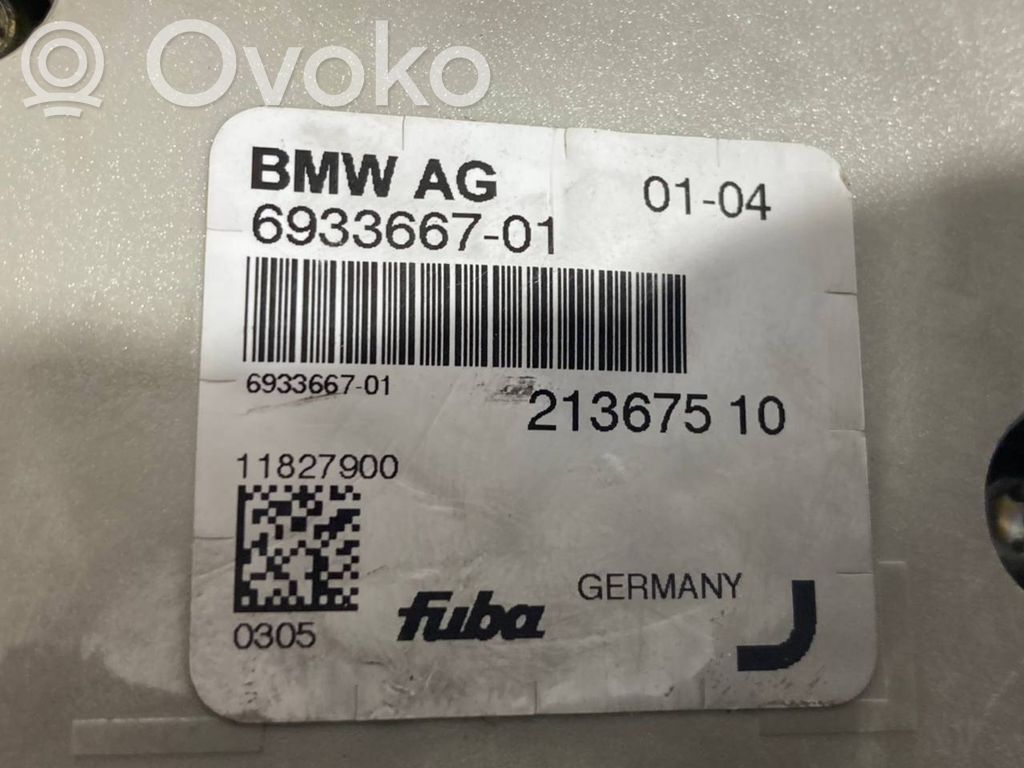 Ovoko
BMW AG
01-04
6933667-01
6933667-01
213675 10
11827900
0305
fuba
GERMANY
J